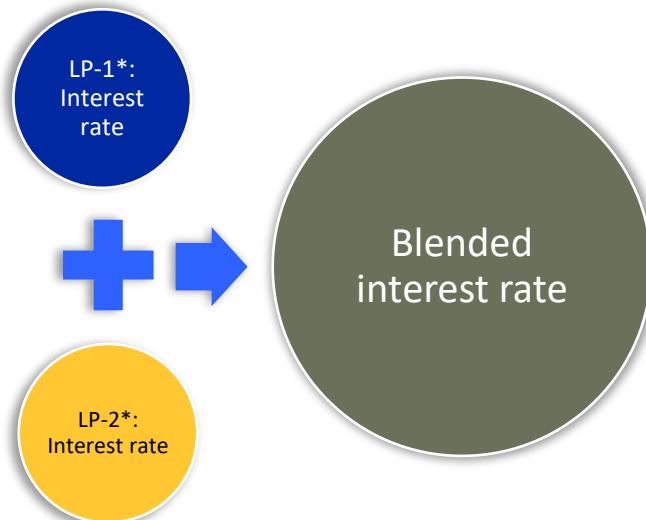 LP-1*:
Interest
rate
Blended
interest rate
LP-2*:
Interest rate